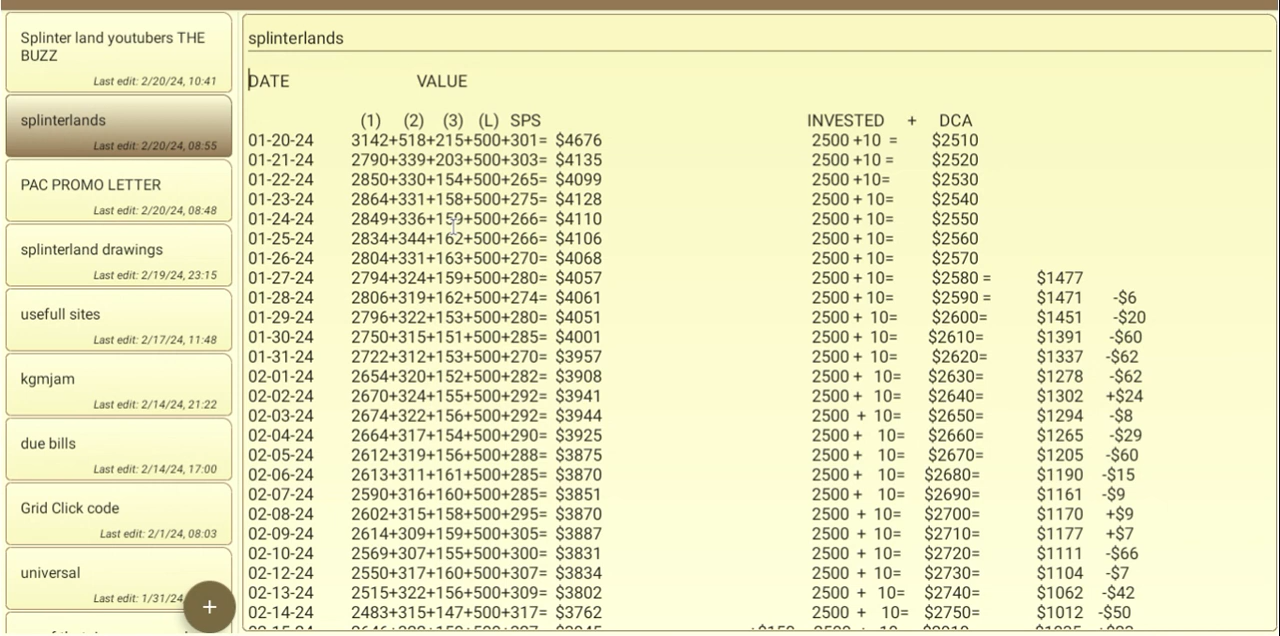 Splinter land youtubers THE
BUZZ
Last edit: 2/20/24, 10:41
splinterlands
Last edit: 2/20/24, 08:55
PAC PROMO LETTER
Last edit: 2/20/24, 08:48
splinterland drawings
Last edit: 2/19/24, 23:15
usefull sites
Last edit: 2/17/24, 11:48
kgmjam
Last edit: 2/14/24, 21:22
due bills
Last edit: 2/14/24, 17:00
Grid Click code
Last edit: 2/1/24, 08:03
universal
Last edit: 1/31/24,
+
splinterlands
DATE VALUE
(1) (2) (3) (L) SPS INVESTED + DCA
01-20-24 3142+518+215+500+301= $4676 2500 +10 = $2510
01-21-24 2790+339+203+500+303= $4135 2500 +10 = $2520
01-22-24 2850+330+154+500+265= $4099 2500 +10= $2530
01-23-24 2864+331+158+500+275= $4128 2500 + 10= $2540
01-24-24 2849+336+159+500+266= $4110 2500 + 10= $2550
01-25-24 2834+344+162+500+266= $4106 2500 + 10= $2560
01-26-24 2804+331+163+500+270= $4068 2500 + 10= $2570
01-27-24 2794+324+159+500+280= $4057 2500 + 10= $2580 = $1477
01-28-24 2806+319+162+500+274= $4061 2500 + 10= $2590 = $1471 -$6
01-29-24 2796+322+153+500+280= $4051 2500 + 10= $2600= $1451 -$20
01-30-24 2750+315+151+500+285= $4001 2500 + 10= $2610= $1391 -$60
01-31-24 2722+312+153+500+270= $3957 2500 + 10= $2620= $1337 -$62
02-01-24 2654+320+152+500+282= $3908 2500 + 10= $2630= $1278 -$62
02-02-24 2670+324+155+500+292= $3941 2500 + 10= $2640= $1302 +$24
02-03-24 2674+322+156+500+292= $3944 2500 + 10= $2650= $1294 -$8
02-04-24 2664+317+154+500+290= $3925 2500 + 10= $2660= $1265 -$29
02-05-24 2612+319+156+500+288= $3875 2500 + 10= $2670= $1205 -$60
02-06-24 2613+311+161+500+285= $3870 2500 + 10= $2680= $1190 -$15
02-07-24 2590+316+160+500+285= $3851 2500 + 10= $2690= $1161 -$9
02-08-24 2602+315+158+500+295= $3870 2500 + 10= $2700= $1170 +$9
02-09-24 2614+309+159+500+305= $3887 2500 + 10= $2710= $1177 +$7
02-10-24 2569+307+155+500+300= $3831 2500 + 10= $2720= $1111 -$66
02-12-24 2550+317+160+500+307= $3834 2500 + 10= $2730= $1104 -$7
02-13-24 2515+322+156+500+309= $3802 2500 + 10= $2740= $1062 -$42
02-14-24 2483+315+147+500+317= $3762 2500 + 10= $2750= $1012 -$50